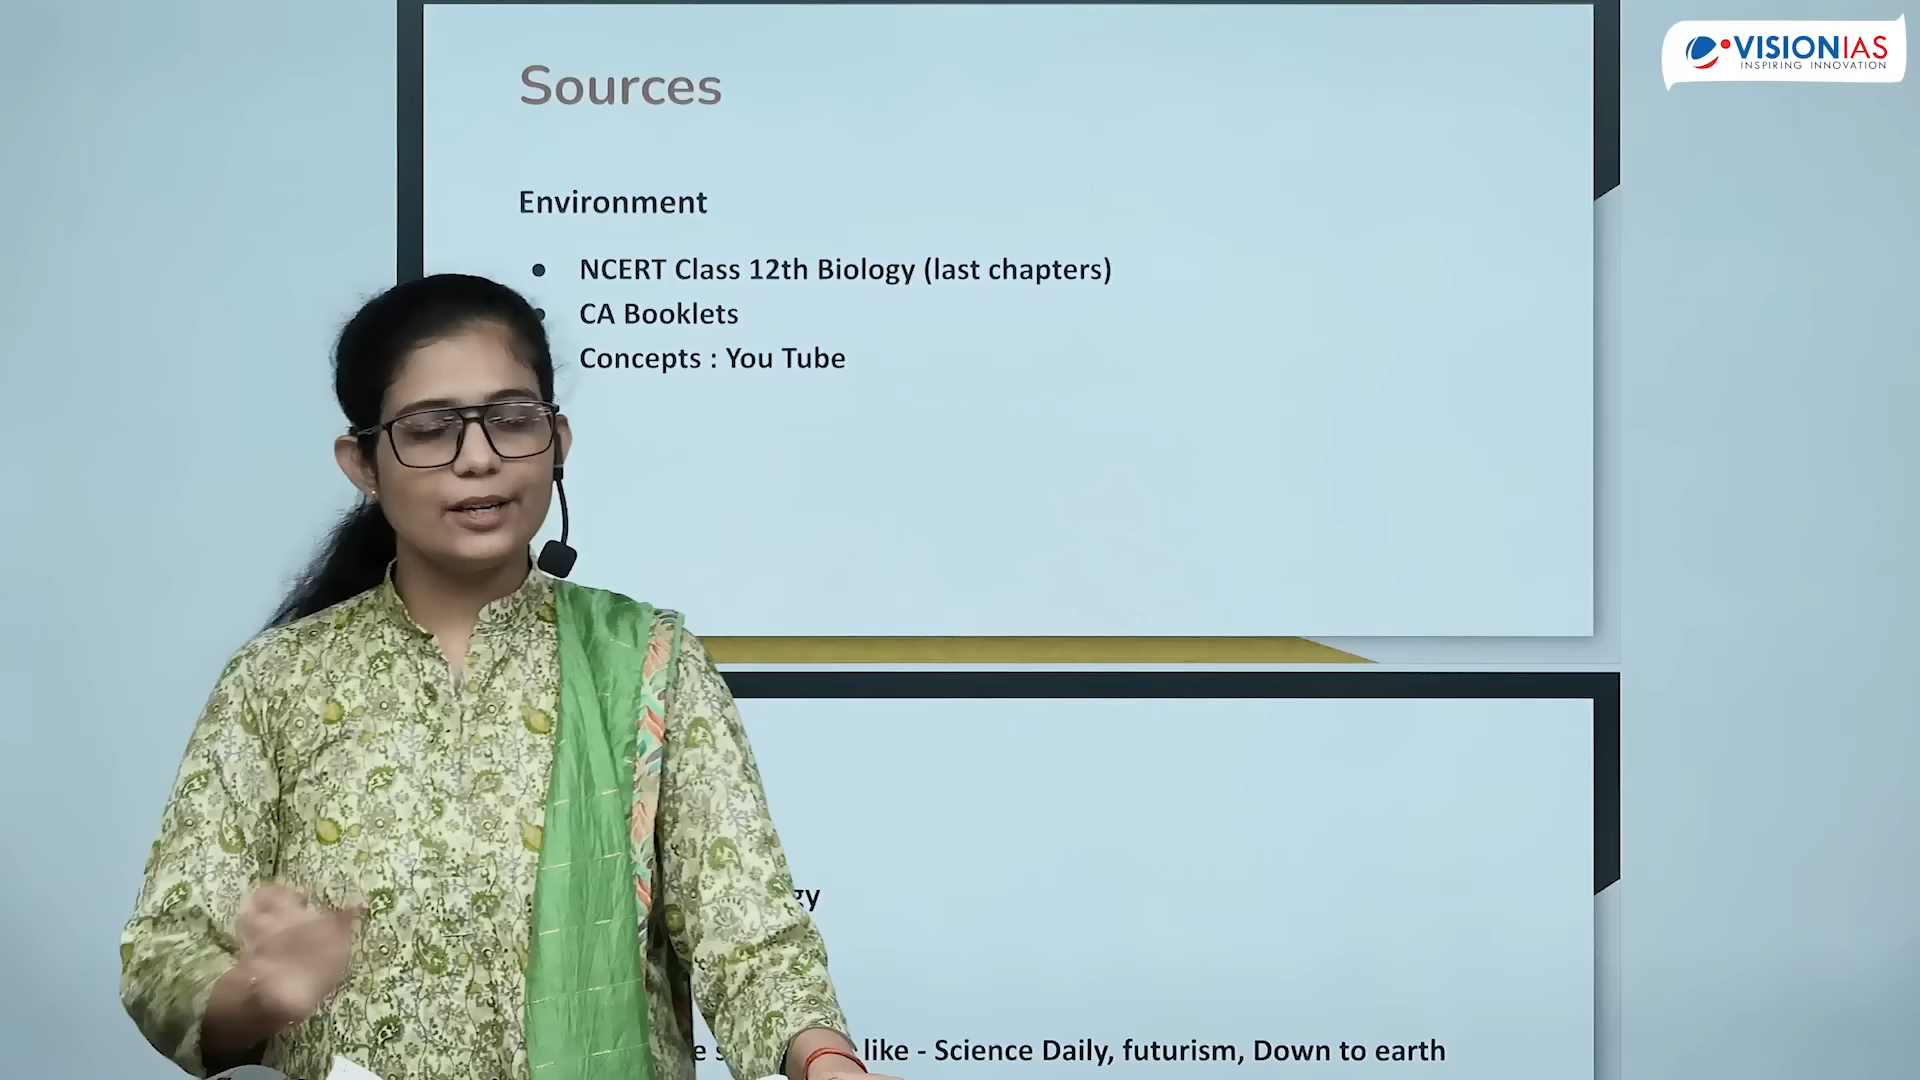 VISIONIAS
INSPIRING INNOVATION
Sources
Environment
NCERT Class 12th Biology (last chapters)
CA Booklets
Concepts : You Tube
like - Science Daily, futurism, Down to earth